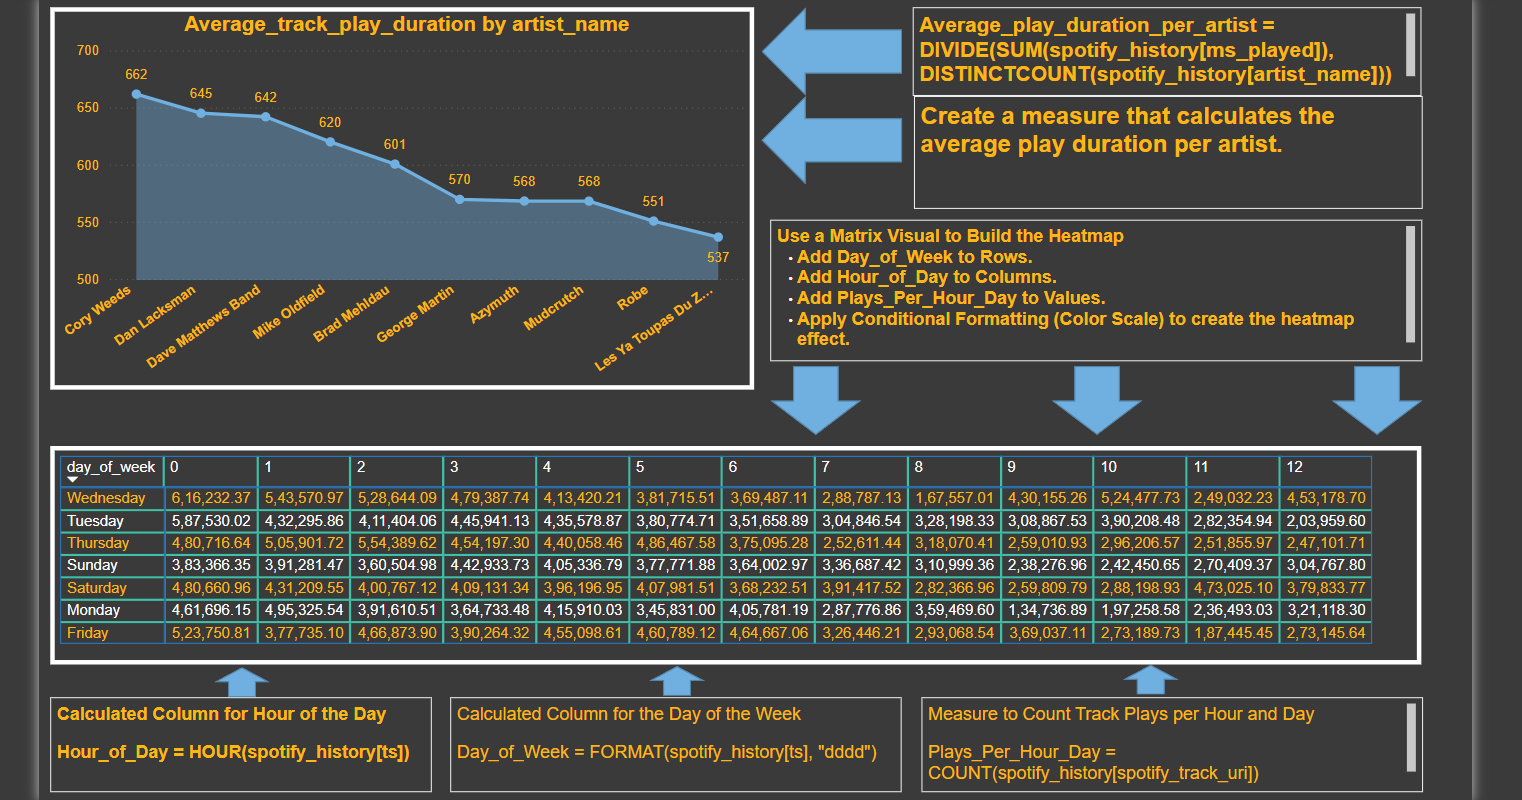 Average_track_play_duration by artist_name
700
650
600
550
500
662
645
642
620
601
570
568
568
551
537
Cory Weeds
Dan Lacksman
Dave Matthews Band
Mike Oldfield
Brad Mehldau
George Martin
Azymuth
Mudcrutch
Robe
Les Ya Toupas Du Z...
Average_play_duration_per_artist =
DIVIDE(SUM(spotify_history[ms_played]),
DISTINCTCOUNT(spotify_history[artist_name]))
Create a measure that calculates the
average play duration per artist.
Use a Matrix Visual to Build the Heatmap
• Add Day_of_Week to Rows.
• Add Hour_of_Day to Columns.
• Add Plays_Per_Hour_Day to Values.
• Apply Conditional Formatting (Color Scale) to create the heatmap
effect.
day_of_week 0 1 2 3 4 5 6 7 8 9 10 11 12
Wednesday 6,16,232.37 5,43,570.97 5,28,644.09 4,79,387.74 4,13,420.21 3,81,715.51 3,69,487.11 2,88,787.13 1,67,557.01 4,30,155.26 5,24,477.73 2,49,032.23 4,53,178.70
Tuesday 5,87,530.02 4,32,295.86 4,11,404.06 4,45,941.13 4,35,578.87 3,80,774.71 3,51,658.89 3,04,846.54 3,28,198.33 3,08,867.53 3,90,208.48 2,82,354.94 2,03,959.60
Thursday 4,80,716.64 5,05,901.72 5,54,389.62 4,54,197.30 4,40,058.46 4,86,467.58 3,75,095.28 2,52,611.44 3,18,070.41 2,59,010.93 2,96,206.57 2,51,855.97 2,47,101.71
Sunday 3,83,366.35 3,91,281.47 3,60,504.98 4,42,933.73 4,05,336.79 3,77,771.88 3,64,002.97 3,36,687.42 3,10,999.36 2,38,276.96 2,42,450.65 2,70,409.37 3,04,767.80
Saturday 4,80,660.96 4,31,209.55 4,00,767.12 4,09,131.34 3,96,196.95 4,07,981.51 3,68,232.51 3,91,417.52 2,82,366.96 2,59,809.79 2,88,198.93 4,73,025.10 3,79,833.77
Monday 4,61,696.15 4,95,325.54 3,91,610.51 3,64,733.48 4,15,910.03 3,45,831.00 4,05,781.19 2,87,776.86 3,59,469.60 1,34,736.89 1,97,258.58 2,36,493.03 3,21,118.30
Friday 5,23,750.81 3,77,735.10 4,66,873.90 3,90,264.32 4,55,098.61 4,60,789.12 4,64,667.06 3,26,446.21 2,93,068.54 3,69,037.11 2,73,189.73 1,87,445.45 2,73,145.64
Calculated Column for Hour of the Day
Hour_of_Day = HOUR(spotify_history[ts])
Calculated Column for the Day of the Week
Day_of_Week = FORMAT(spotify_history[ts], "dddd")
Measure to Count Track Plays per Hour and Day
Plays_Per_Hour_Day =
COUNT(spotify_history[spotify_track_uri])